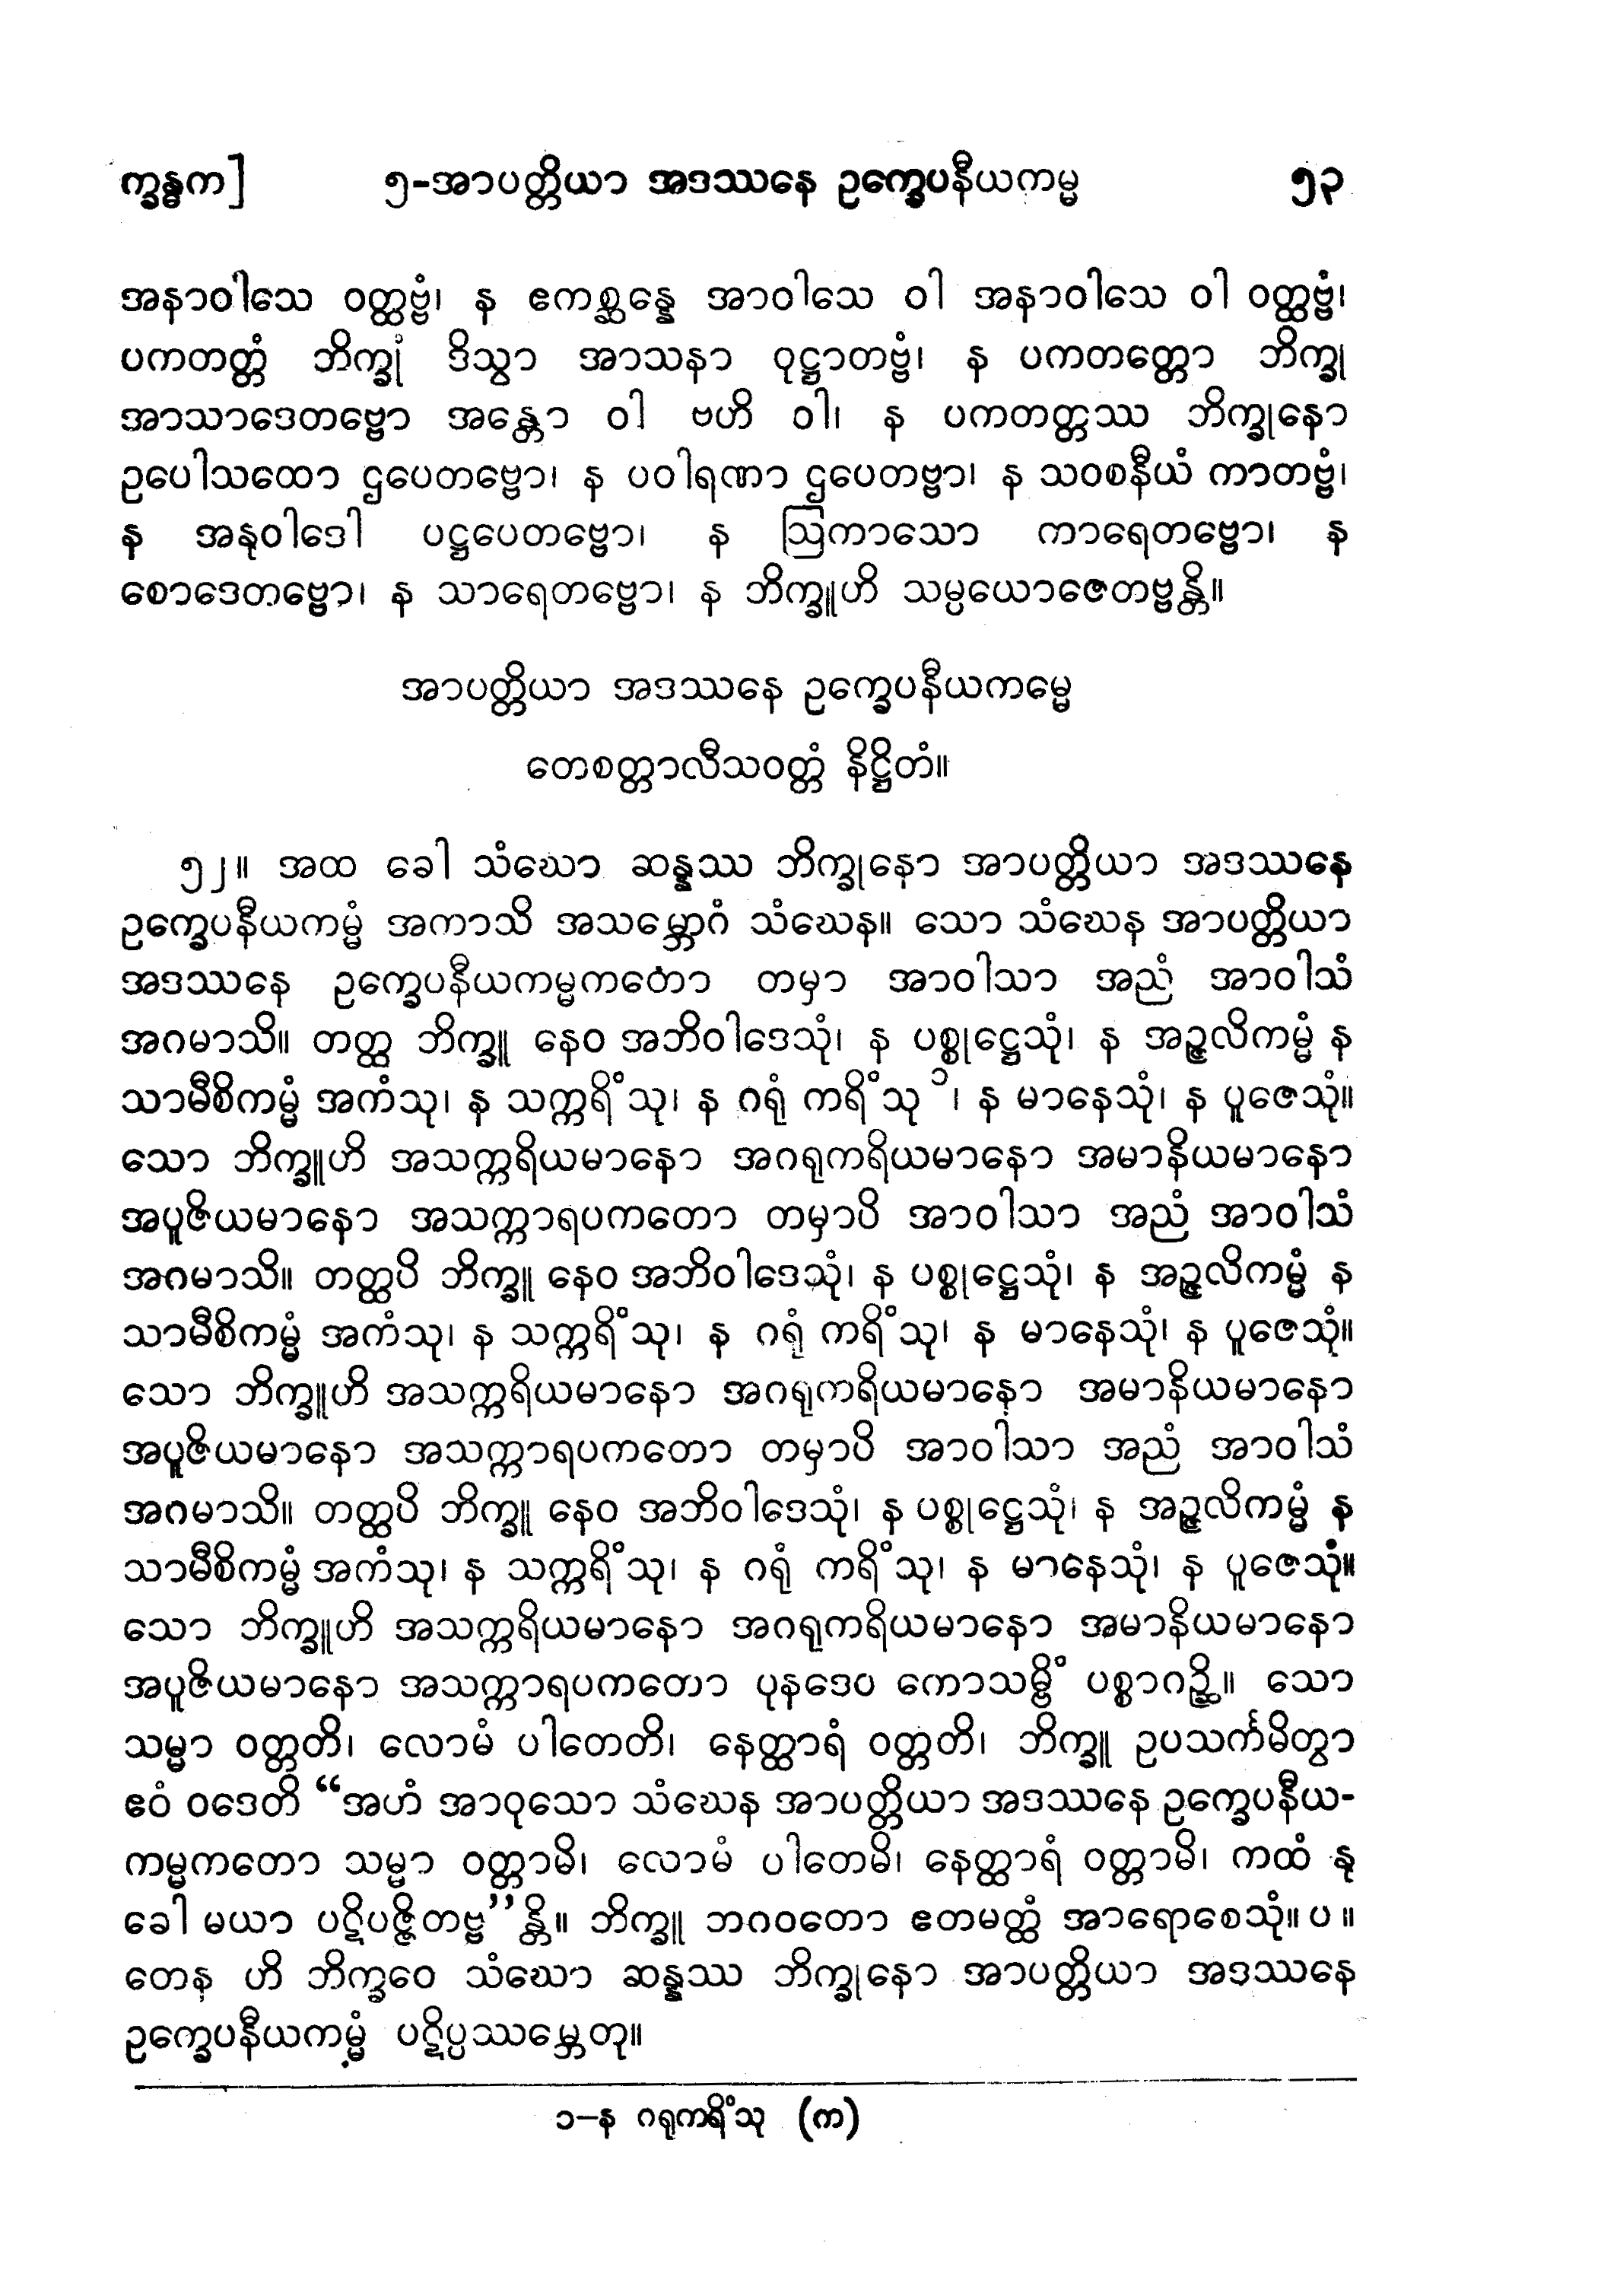 က္ခန္ဓက]
၅-အာပတ္တိယာ အဒဿနေ ဥက္ခေပနီယကမ္မ
၅၃
အနာဝါသေ ဝတ္ထဗ္ဗံ၊ န ဧကစ္ဆန္နေ အာဝါသေ ဝါ အနာဝါသေ ဝါ ဝတ္ထဗ္ဗံ၊
ပကတတ္တံ ဘိက္ခုံ ဒိသွာ အာသနာ ဝုဋ္ဌာတဗ္ဗံ၊ န ပကတတ္တော ဘိက္ခု
အာသာဒေတဗ္ဗော အန္တော ဝါ ဗဟိ ဝါ၊ န ပကတတ္တဿ ဘိက္ခုနော
ဥပေါသထော ဌပေတဗ္ဗော၊ န ပဝါရဏာ ဌပေတဗ္ဗာ၊ န သဝစနီယံ ကာတဗ္ဗံ၊
န အနုဝါဒေါ ပဋ္ဌပေတဗ္ဗော၊ န ဩကာသော ကာရေတဗ္ဗော၊ န
စောဒေတဗ္ဗော၊ န သာရေတဗ္ဗော၊ န ဘိက္ခူဟိ သမ္ပယောဇေတဗ္ဗန္တိ။
အာပတ္တိယာ အဒဿနေ ဥက္ခေပနီယကမ္မေ
တေစတ္တာလီသဝတ္တံ နိဋ္ဌိတံ။
၅၂။ အထ ခေါ သံဃော ဆန္နဿ ဘိက္ခုနော အာပတ္တိယာ အဒဿနေ
ဥက္ခေပနီယကမ္မံ အကာသိ အသမ္ဘောဂံ သံဃေန။ သော သံဃေန အာပတ္တိယာ
အဒဿနေ ဥက္ခေပနီယကမ္မကတော တမှာ အာဝါသာ အညံ အာဝါသံ
အဂမာသိ။ တတ္ထ ဘိက္ခူ နေဝ အဘိဝါဒေသုံ၊ န ပစ္စုဋ္ဌေသုံ၊ န အဉ္ဇလိကမ္မံ န
သာမီစိကမ္မံ အကံသု၊ န သက္ကရိံသု၊ န ဂရုံ ကရိံသု ၁၊ န မာနေသုံ၊ န ပူဇေသုံ။
သော ဘိက္ခူဟိ အသက္ကရိယမာနော အဂရုကရိယမာနော အမာနိယမာနော
အပူဇိယမာနော အသက္ကာရပကတော တမှာပိ အာဝါသာ အညံ အာဝါသံ
အဂမာသိ။ တတ္ထပိ ဘိက္ခူ နေဝ အဘိဝါဒေသုံ၊ န ပစ္စုဋ္ဌေသုံ၊ န အဉ္ဇလိကမ္မံ န
သာမီစိကမ္မံ အကံသု၊ န သက္ကရိံသု၊ န ဂရုံ ကရိံသု၊ န မာနေသုံ၊ န ပူဇေသုံ။
သော ဘိက္ခူဟိ အသက္ကရိယမာနော အဂရုကရိယမာနော အမာနိယမာနော
အပူဇိယမာနော အသက္ကာရပကတော တမှာပိ အာဝါသာ အညံ အာဝါသံ
အဂမာသိ။ တတ္ထပိ ဘိက္ခူ နေဝ အဘိဝါဒေသုံ၊ န ပစ္စုဋ္ဌေသုံ၊ န အဉ္ဇလိကမ္မံ န
သာမီစိကမ္မံ အကံသု၊ န သက္ကရိံသု၊ န ဂရုံ ကရိံသု၊ န မာနေသုံ၊ န ပူဇေသုံ။
သော ဘိက္ခူဟိ အသက္ကရိယမာနော အဂရုကရိယမာနော အမာနိယမာနော
အပူဇိယမာနော အသက္ကာရပကတော ပုနဒေဝ ကောသမ္ဗိံ ပစ္စာဂဉ္ဆိ။ သော
သမ္မာ ဝတ္တတိ၊ လောမံ ပါတေတိ၊ နေတ္ထာရံ ဝတ္တတိ၊ ဘိက္ခူ ဥပသင်္ကမိတွာ
ဧဝံ ဝဒေတိ “အဟံ အာဝုသော သံဃေန အာပတ္တိယာ အဒဿနေ ဥက္ခေပနီယ-
ကမ္မကတော သမ္မာ ဝတ္တာမိ၊ လောမံ ပါတေမိ၊ နေတ္ထာရံ ဝတ္တာမိ၊ ကထံ နု
ခေါ မယာ ပဋိပဇ္ဇိတဗ္ဗ”န္တိ။ ဘိက္ခူ ဘဂဝတော ဧတမတ္ထံ အာရောစေသုံ။ ပ ။
တေန ဟိ ဘိက္ခဝေ သံဃော ဆန္နဿ ဘိက္ခုနော အာပတ္တိယာ အဒဿနေ
ဥက္ခေပနီယကမ္မံ ပဋိပ္ပဿမ္ဘေတု။
၁–န ဂရုကရိံသု (က)